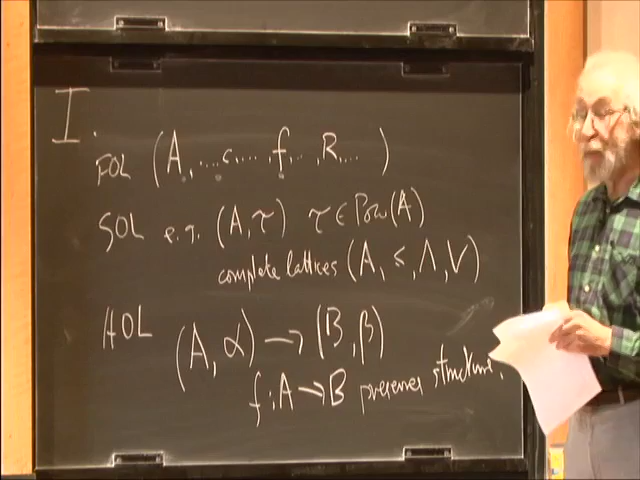 I.
FOL (A, ....c,..., f,.. ,R,... )
SOL e.g. (A,τ) τ∈Pow(A)
complete lattices (A, ≤, Λ, V)
HOL (A, α) → (B, β)
f:A→B preserves structure.